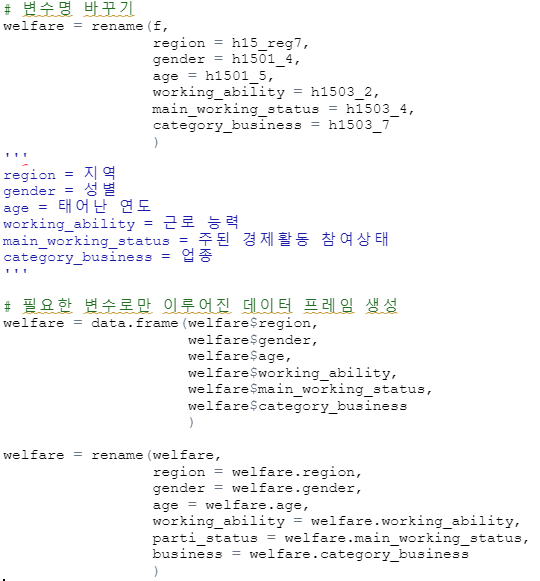 # 변수명 바꾸기
welfare = rename(f,
region = h15_reg7,
gender = h1501_4,
age = h1501_5,
working_ability = h1503_2,
main_working_status = h1503_4,
category_business = h1503_7
)
'''
region = 지역
gender = 성별
age = 태어난 연도
working_ability = 근로 능력
main_working_status = 주된 경제활동 참여상태
category_business = 업종
'''
# 필요한 변수로만 이루어진 데이터 프레임 생성
welfare = data.frame(welfare$region,
welfare$gender,
welfare$age,
welfare$working_ability,
welfare$main_working_status,
welfare$category_business
)
welfare = rename(welfare,
region = welfare.region,
gender = welfare.gender,
age = welfare.age,
working_ability = welfare.working_ability,
parti_status = welfare.main_working_status,
business = welfare.category_business
)